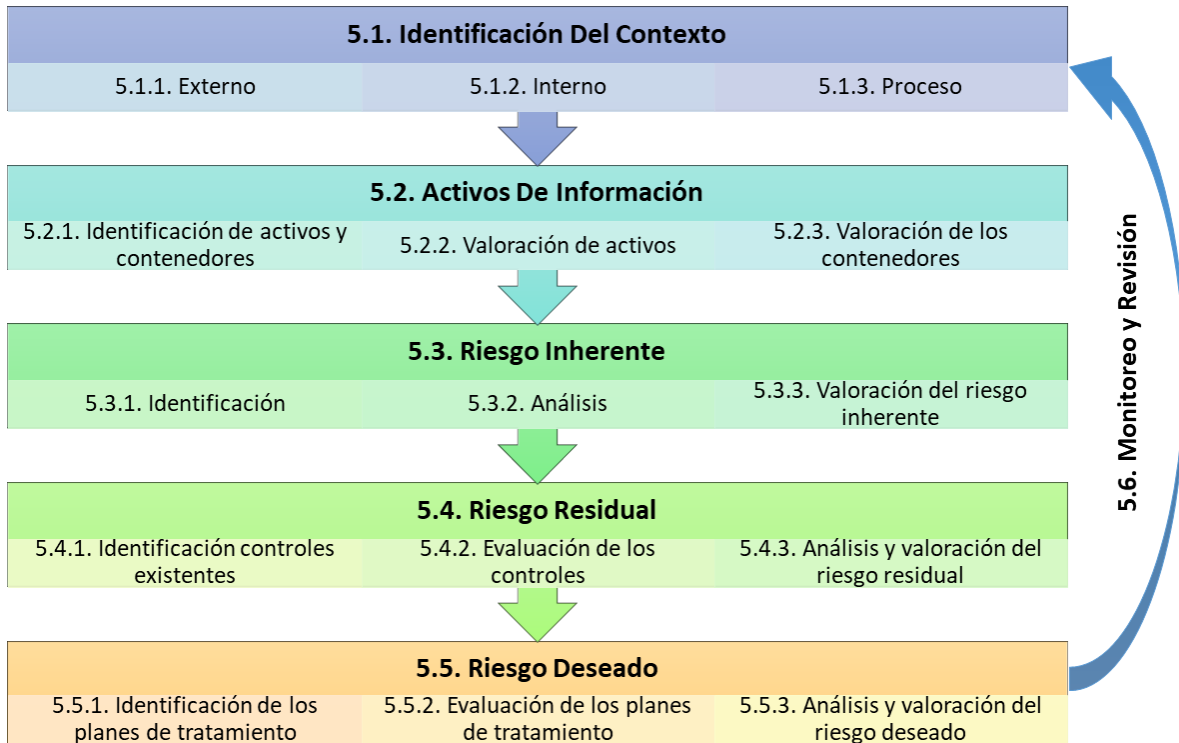 5.1. Identificación Del Contexto
5.1.1. Externo
5.1.2. Interno
5.1.3. Proceso
5.2. Activos De Información
5.2.1. Identificación de activos y
contenedores
5.2.2. Valoración de activos
5.2.3. Valoración de los
contenedores
5.3. Riesgo Inherente
5.3.1. Identificación
5.3.2. Análisis
5.3.3. Valoración del riesgo
inherente
5.4. Riesgo Residual
5.4.1. Identificación controles
existentes
5.4.2. Evaluación de los
controles
5.4.3. Análisis y valoración del
riesgo residual
5.5. Riesgo Deseado
5.5.1. Identificación de los
planes de tratamiento
5.5.2. Evaluación de los planes
de tratamiento
5.5.3. Análisis y valoración del
riesgo deseado
5.6. Monitoreo y Revisión